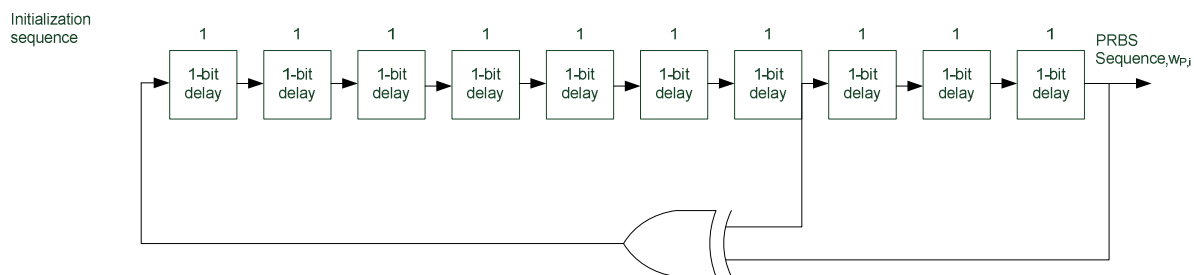 Initialization
sequence
1 1 1 1 1 1 1 1 1 1
PRBS
Sequence,wP,i
1-bit
delay
1-bit
delay
1-bit
delay
1-bit
delay
1-bit
delay
1-bit
delay
1-bit
delay
1-bit
delay
1-bit
delay
1-bit
delay